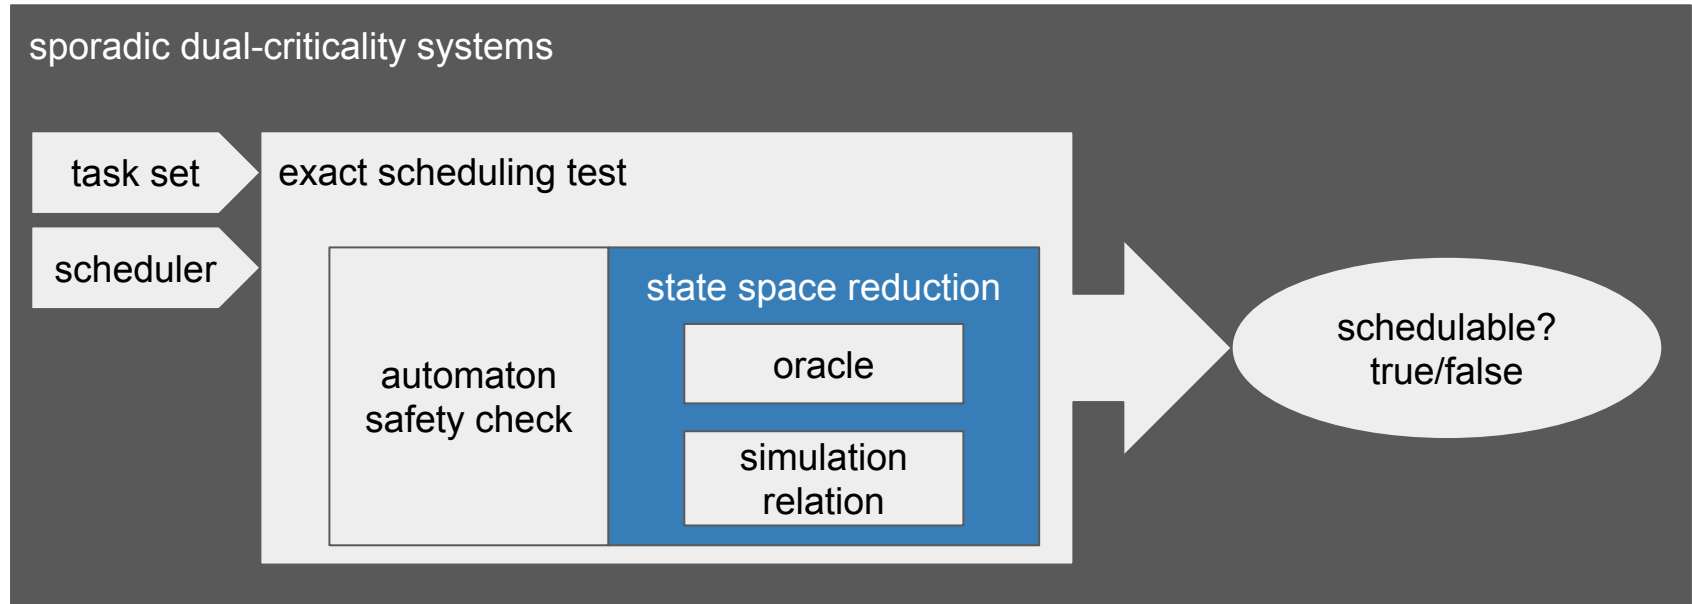 sporadic dual-criticality systems
task set
exact scheduling test
scheduler
state space reduction
oracle
automaton
safety check
simulation
relation
schedulable?
true/false